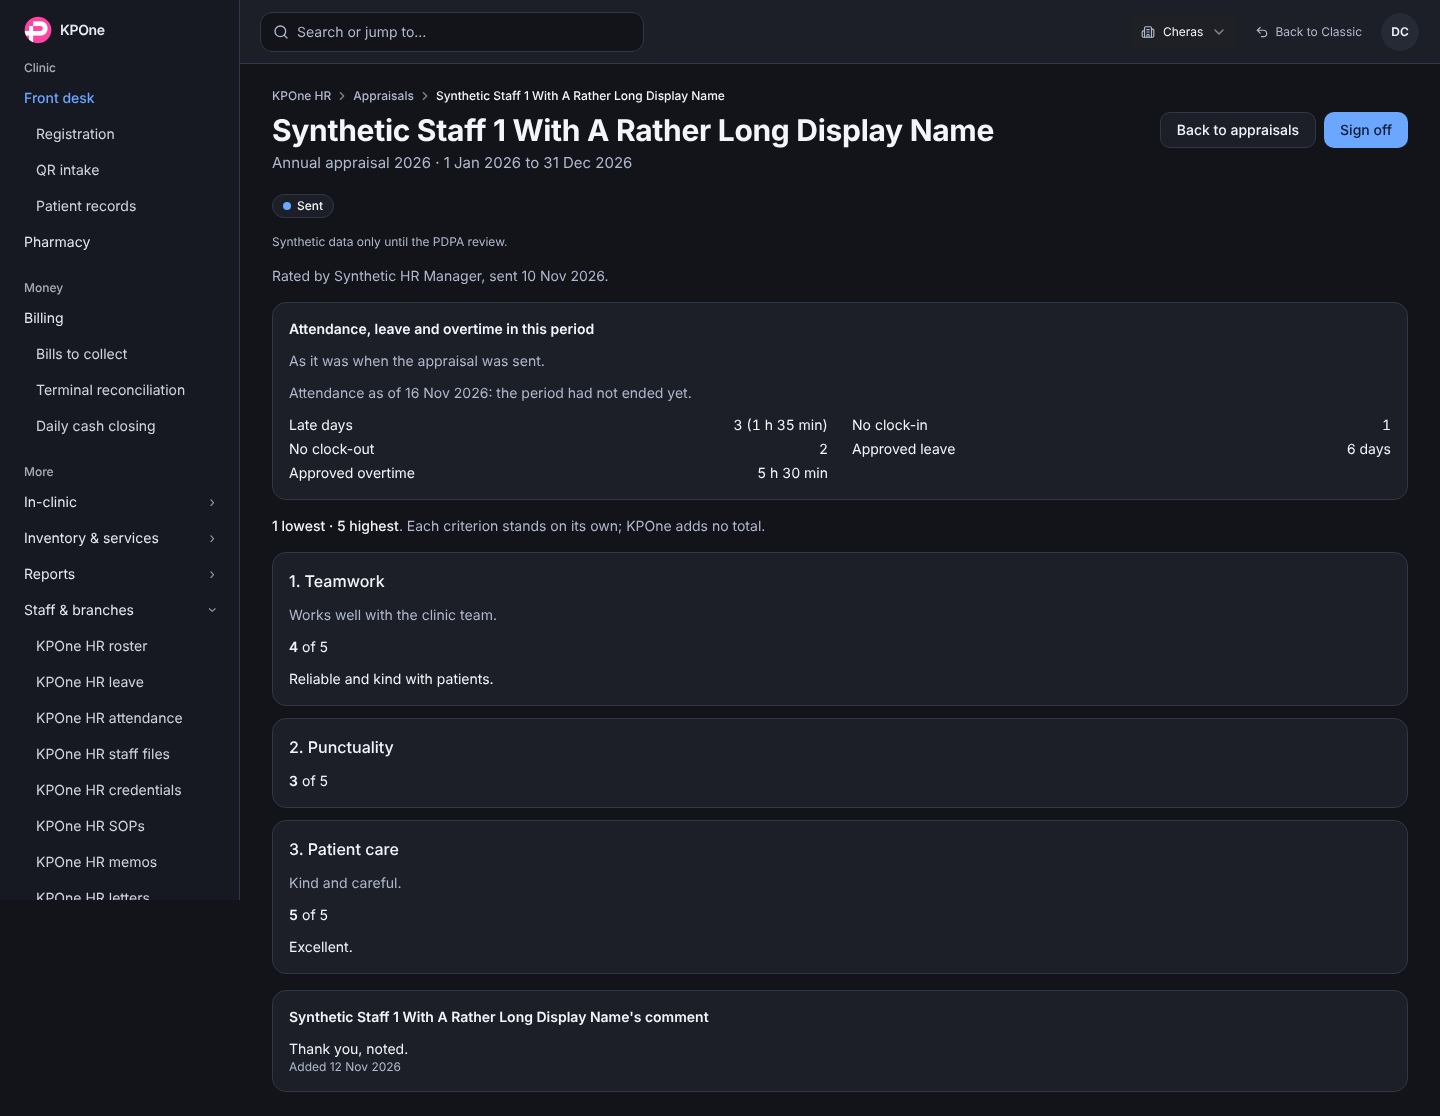 KPOne
Clinic
Front desk
Registration
QR intake
Patient records
Pharmacy
Money
Billing
Bills to collect
Terminal reconciliation
Daily cash closing
More
In-clinic
Inventory & services
Reports
Staff & branches
KPOne HR roster
KPOne HR leave
KPOne HR attendance
KPOne HR staff files
KPOne HR credentials
KPOne HR SOPs
KPOne HR memos
KPOne HR letters
Search or jump to...
Cheras
Back to Classic
DC
KPOne HR > Appraisals > Synthetic Staff 1 With A Rather Long Display Name
Synthetic Staff 1 With A Rather Long Display Name
Back to appraisals
Sign off
Annual appraisal 2026 · 1 Jan 2026 to 31 Dec 2026
Sent
Synthetic data only until the PDPA review.
Rated by Synthetic HR Manager, sent 10 Nov 2026.
Attendance, leave and overtime in this period
As it was when the appraisal was sent.
Attendance as of 16 Nov 2026: the period had not ended yet.
Late days 3 (1 h 35 min) No clock-in 1
No clock-out 2 Approved leave 6 days
Approved overtime 5 h 30 min
1 lowest · 5 highest. Each criterion stands on its own; KPOne adds no total.
1. Teamwork
Works well with the clinic team.
4 of 5
Reliable and kind with patients.
2. Punctuality
3 of 5
3. Patient care
Kind and careful.
5 of 5
Excellent.
Synthetic Staff 1 With A Rather Long Display Name's comment
Thank you, noted.
Added 12 Nov 2026